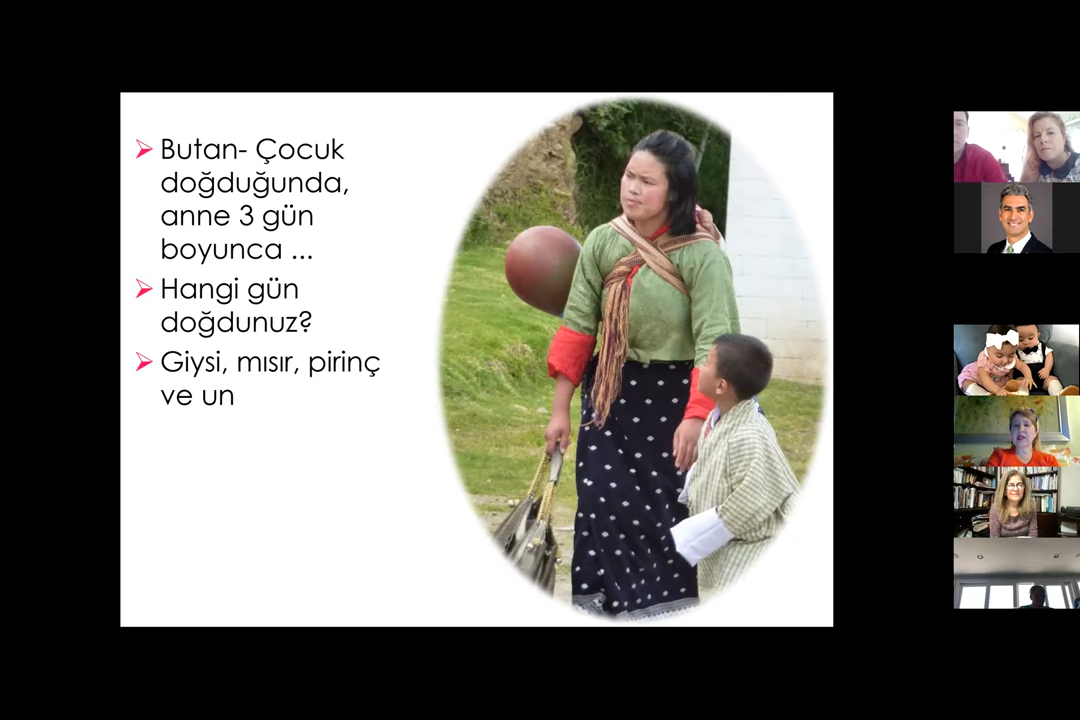 Butan- Çocuk
doğduğunda,
anne 3 gün
boyunca ...
Hangi gün
doğdunuz?
Giysi, mısır, pirinç
ve un